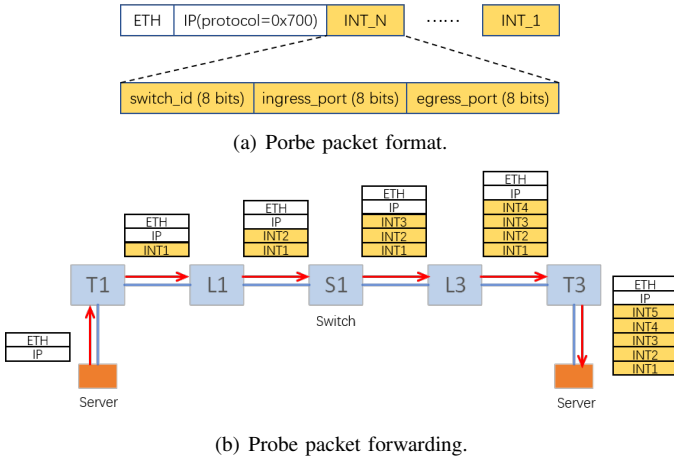 ETH IP(protocol=0x700) INT_N ...... INT_1
switch_id (8 bits) ingress_port (8 bits) egress_port (8 bits)
(a) Porbe packet format.
ETH
IP
INT1
ETH
IP
INT2
INT1
ETH
IP
INT3
INT2
INT1
ETH
IP
INT4
INT3
INT2
INT1
T1 L1 S1 L3 T3
Switch
ETH
IP
INT5
INT4
INT3
INT2
INT1
ETH
IP
Server
Server
(b) Probe packet forwarding.